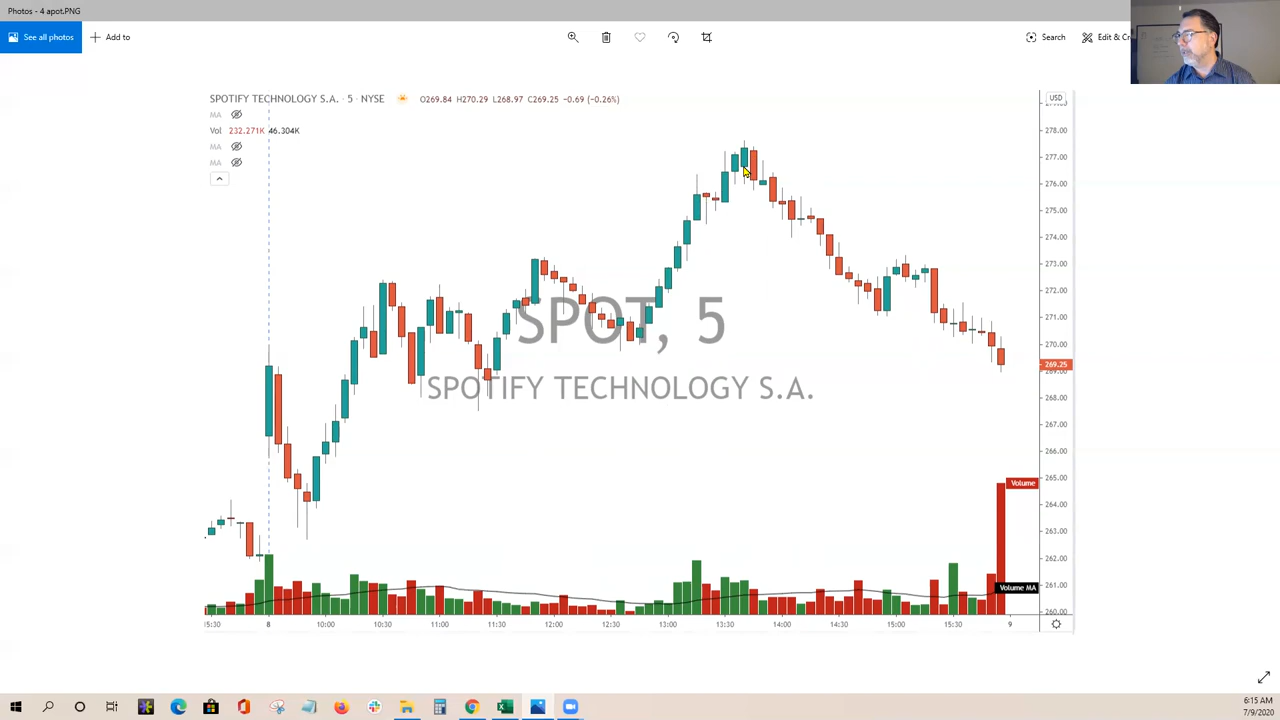 Photos - 4 apot.PNG
See all photos
Add to
Search
Edit & Cr
SPOTIFY TECHNOLOGY S.A. · 5 · NYSE O269.84 H270.29 L268.97 C269.25 −0.69 (−0.26%)
USD
MA
Vol 232.271K 46.304K
MA
MA
278.00
277.00
276.00
275.00
274.00
273.00
272.00
271.00
270.00
269.25
268.00
267.00
266.00
265.00
264.00
263.00
262.00
261.00
260.00
SPOT, 5
SPOTIFY TECHNOLOGY S.A.
Volume
Volume MA
8 10:00 10:30 11:00 11:30 12:00 12:30 13:00 13:30 14:00 14:30 15:00 15:30 9
6:15 AM
7/9/2020